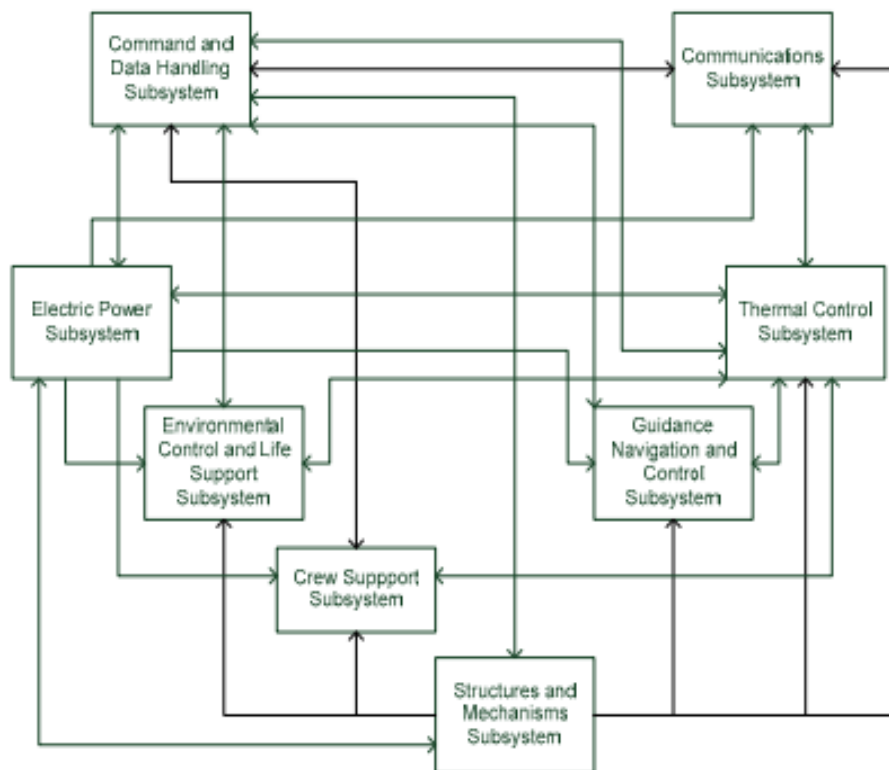 Command and
Data Handling
Subsystem
Communications
Subsystem
Electric Power
Subsystem
Thermal Control
Subsystem
Environmental
Control and Life
Support
Subsystem
Guidance
Navigation and
Control
Subsystem
Crew Suppport
Subsystem
Structures and
Mechanisms
Subsystem